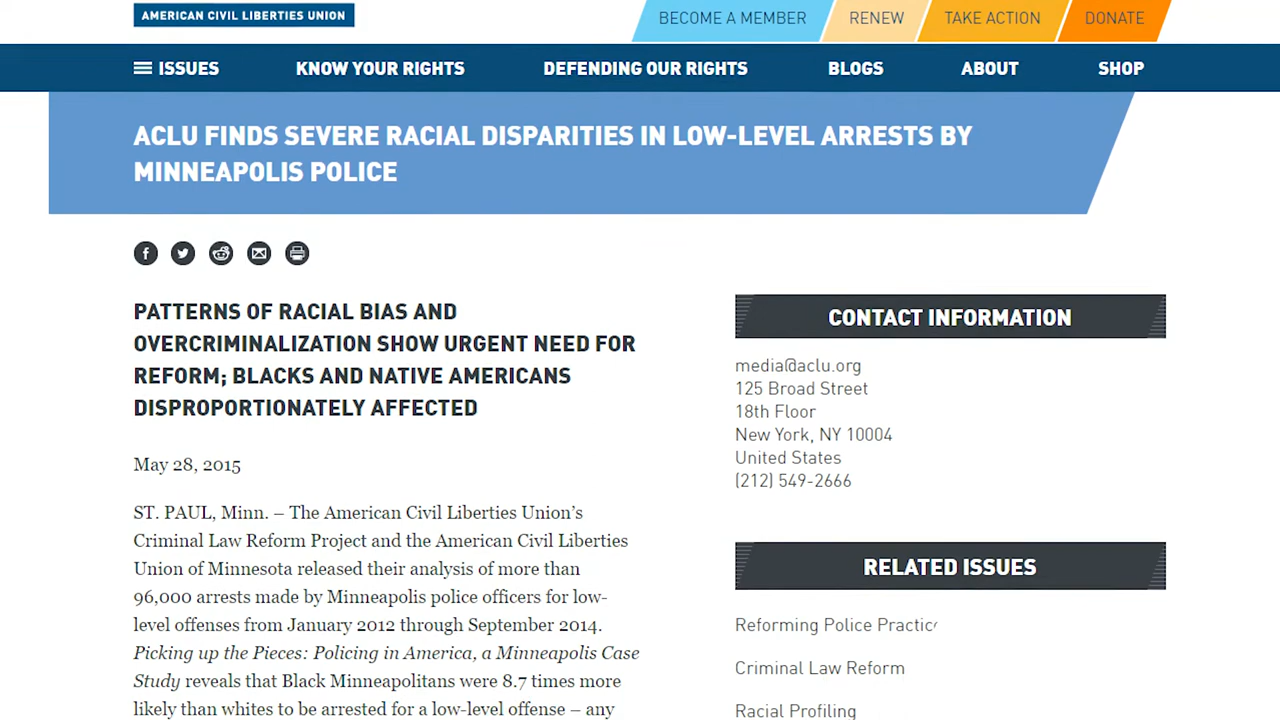 AMERICAN CIVIL LIBERTIES UNION
BECOME A MEMBER
RENEW
TAKE ACTION
DONATE
ISSUES
KNOW YOUR RIGHTS
DEFENDING OUR RIGHTS
BLOGS
ABOUT
SHOP
ACLU FINDS SEVERE RACIAL DISPARITIES IN LOW-LEVEL ARRESTS BY
MINNEAPOLIS POLICE
PATTERNS OF RACIAL BIAS AND
OVERCRIMINALIZATION SHOW URGENT NEED FOR
REFORM; BLACKS AND NATIVE AMERICANS
DISPROPORTIONATELY AFFECTED
May 28, 2015
ST. PAUL, Minn. – The American Civil Liberties Union’s
Criminal Law Reform Project and the American Civil Liberties
Union of Minnesota released their analysis of more than
96,000 arrests made by Minneapolis police officers for low-
level offenses from January 2012 through September 2014.
Picking up the Pieces: Policing in America, a Minneapolis Case
Study reveals that Black Minneapolitans were 8.7 times more
likely than whites to be arrested for a low-level offense – any
CONTACT INFORMATION
media@aclu.org
125 Broad Street
18th Floor
New York, NY 10004
United States
(212) 549-2666
RELATED ISSUES
Reforming Police Practic
Criminal Law Reform
Racial Profiling